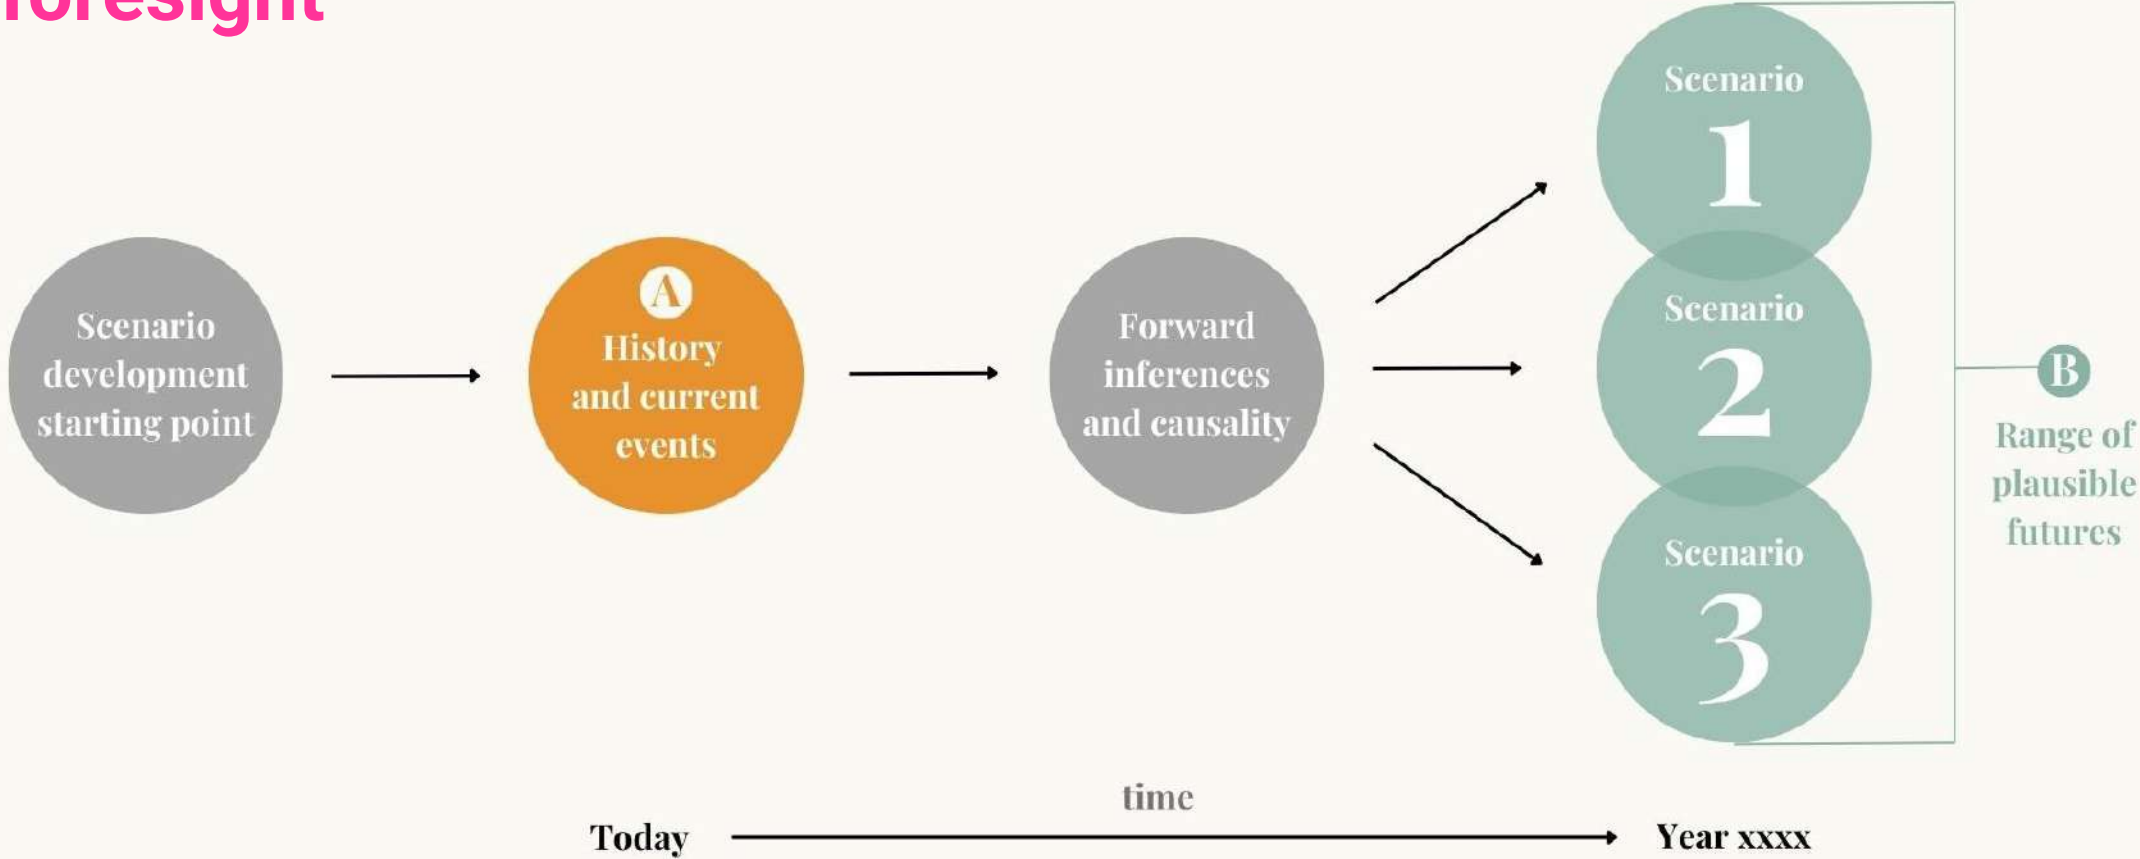 foresight
Scenario
development
starting point
A
History
and current
events
Forward
inferences
and causality
Scenario
1
Scenario
2
Scenario
3
B
Range of
plausible
futures
time
Today
Year xxxx